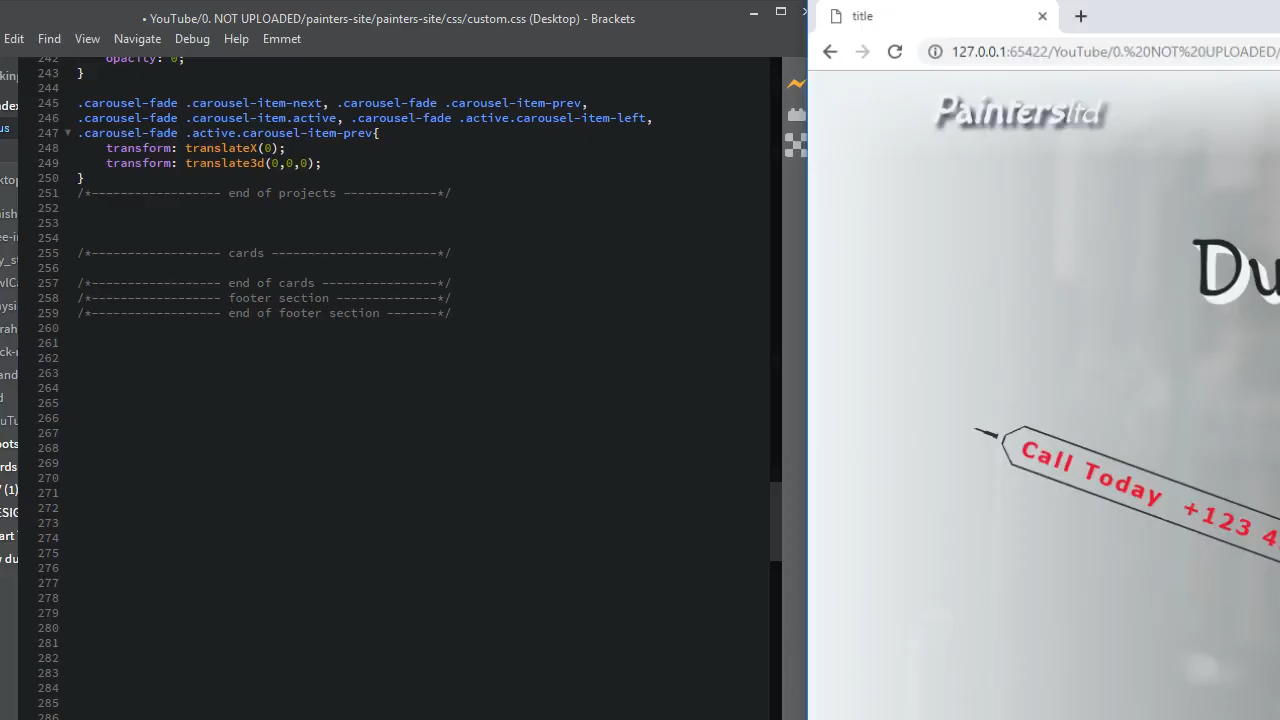 • YouTube/0. NOT UPLOADED/painters-site/painters-site/css/custom.css (Desktop) - Brackets
Edit Find View Navigate Debug Help Emmet
242 opacity: 0;
243 }
244
245 .carousel-fade .carousel-item-next, .carousel-fade .carousel-item-prev,
246 .carousel-fade .carousel-item.active, .carousel-fade .active.carousel-item-left,
247 .carousel-fade .active.carousel-item-prev{
248 transform: translateX(0);
249 transform: translate3d(0,0,0);
250 }
251 /*------------------ end of projects -------------*/
252
253
254
255 /*------------------ cards -----------------------*/
256
257 /*------------------ end of cards ----------------*/
258 /*------------------ footer section --------------*/
259 /*------------------ end of footer section -------*/
260
261
262
263
264
265
266
267
268
269
270
271
272
273
274
275
276
277
278
279
280
281
282
283
284
285
286
title
127.0.0.1:65422/YouTube/0.%20NOT%20UPLOADED/
Paintersltd
Du
Call Today +123 4